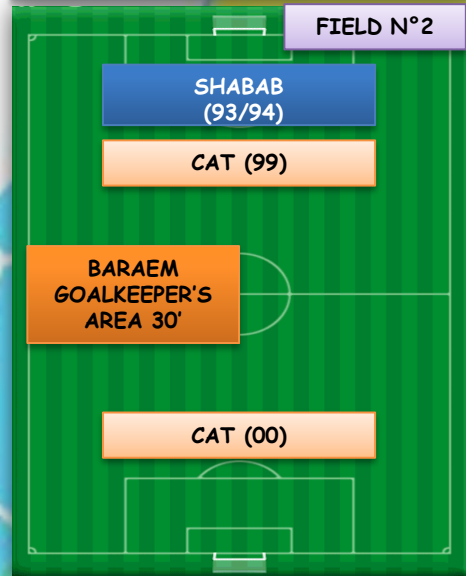 FIELD N°2
SHABAB
(93/94)
CAT (99)
BARAEM
GOALKEEPER'S
AREA 30'
CAT (00)